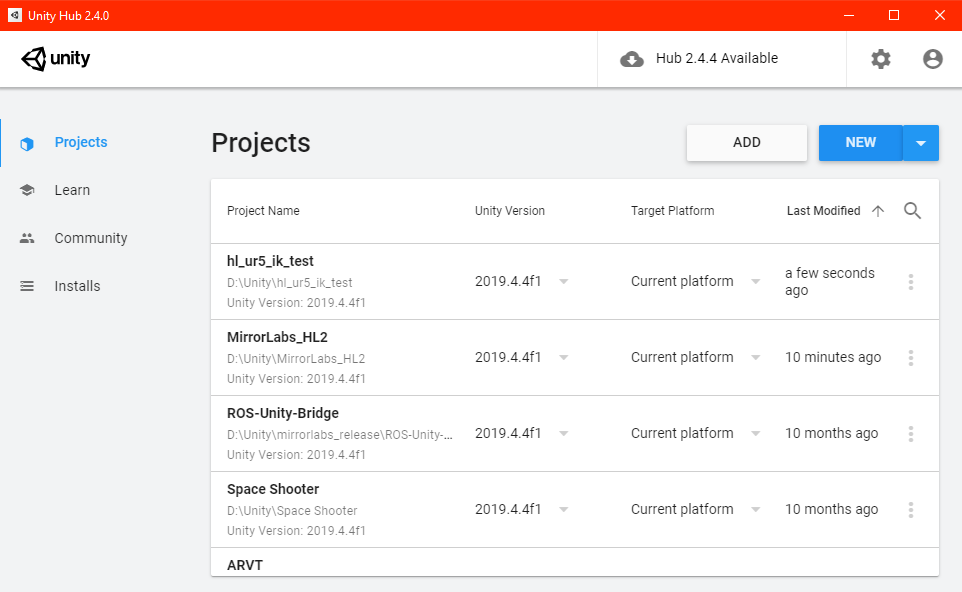 Unity Hub 2.4.0
unity
Hub 2.4.4 Available
Projects
Learn
Community
Installs
Projects
ADD
NEW
Project Name
Unity Version
Target Platform
Last Modified
hl_ur5_ik_test
D:\Unity\hl_ur5_ik_test
Unity Version: 2019.4.4f1
2019.4.4f1
Current platform
a few seconds
ago
MirrorLabs_HL2
D:\Unity\MirrorLabs_HL2
Unity Version: 2019.4.4f1
2019.4.4f1
Current platform
10 minutes ago
ROS-Unity-Bridge
D:\Unity\mirrorlabs_release\ROS-Unity-...
Unity Version: 2019.4.4f1
2019.4.4f1
Current platform
10 months ago
Space Shooter
D:\Unity\Space Shooter
Unity Version: 2019.4.4f1
2019.4.4f1
Current platform
10 months ago
ARVT